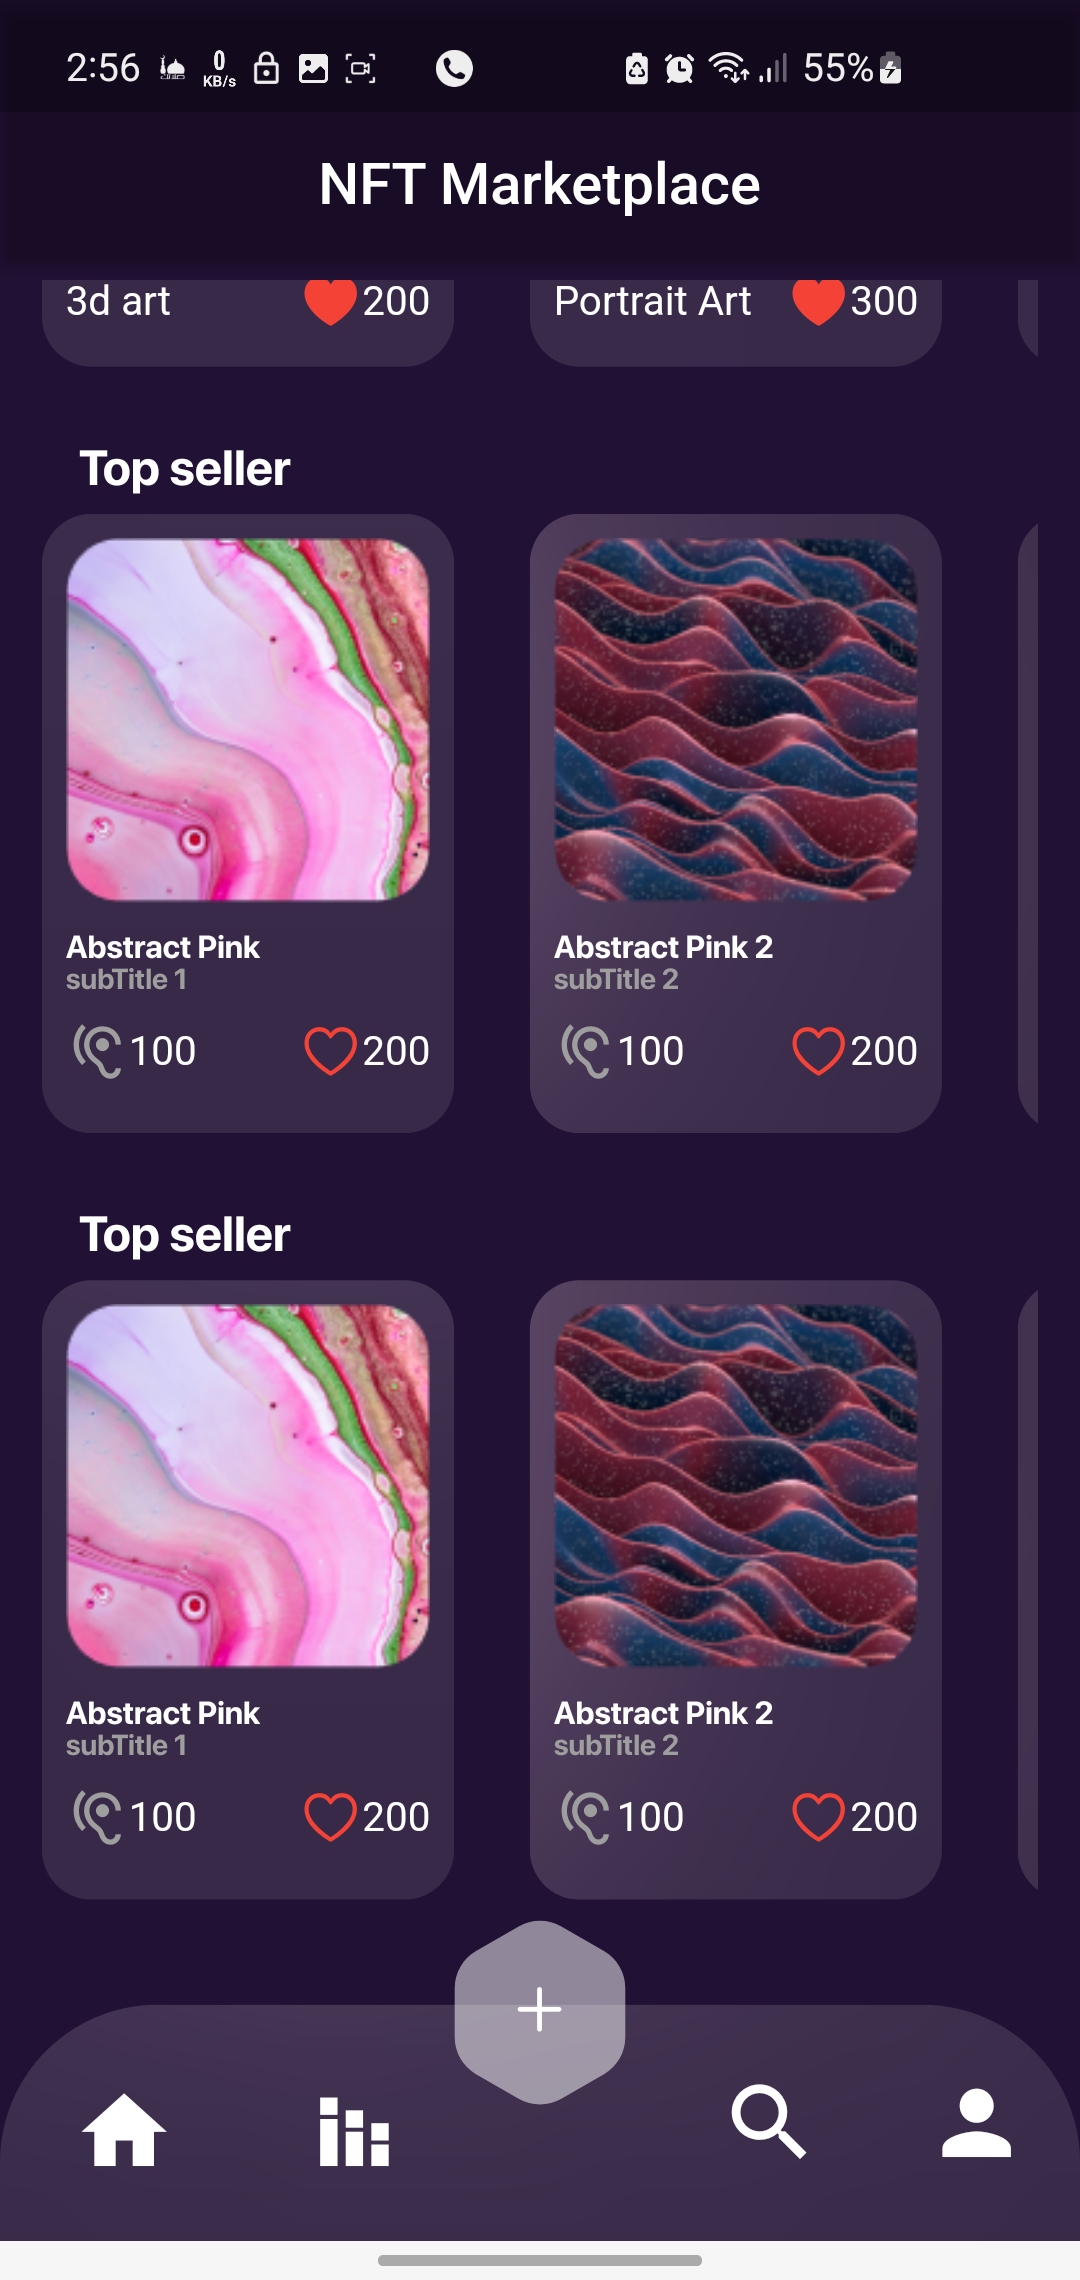 2:56 0 KB/s 55%
NFT Marketplace
3d art 200 Portrait Art 300
Top seller
Abstract Pink Abstract Pink 2
subTitle 1 subTitle 2
100 200 100 200
Top seller
Abstract Pink Abstract Pink 2
subTitle 1 subTitle 2
100 200 100 200